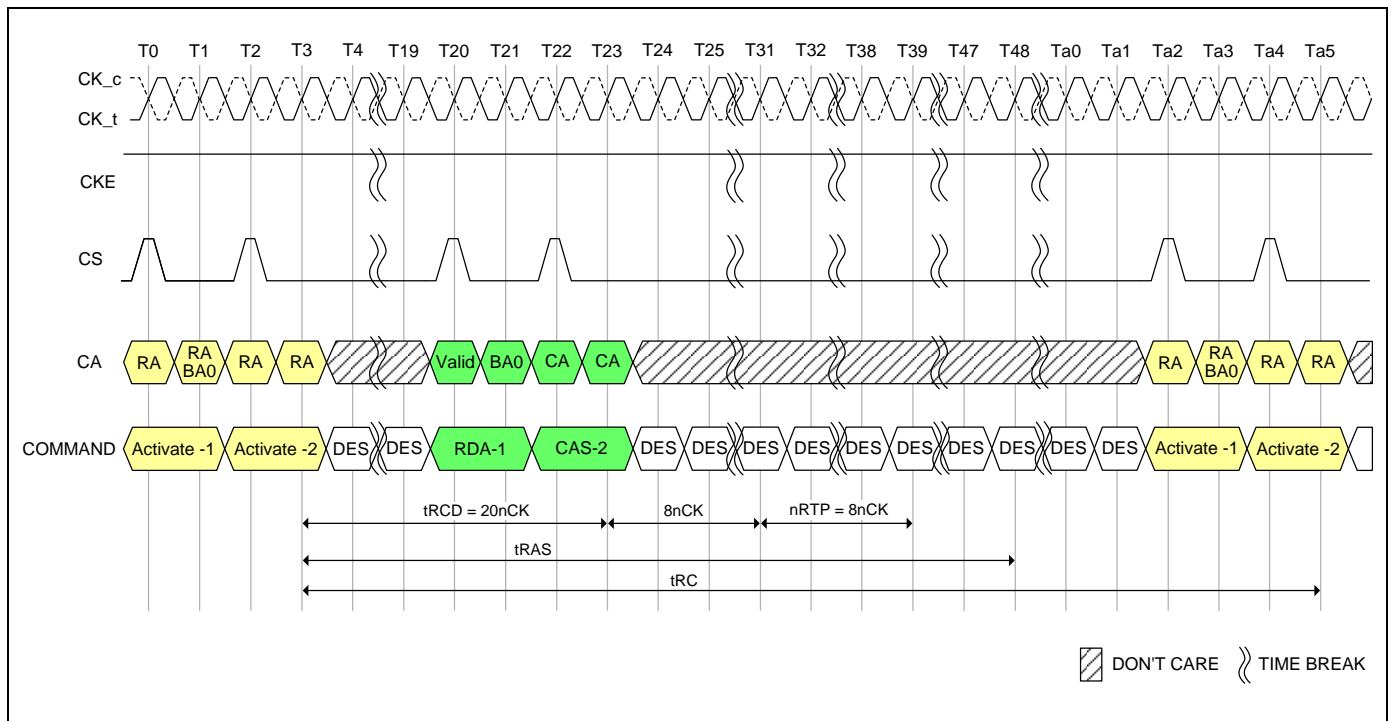 T0 T1 T2 T3 T4 T19 T20 T21 T22 T23 T24 T25 T31 T32 T38 T39 T47 T48 Ta0 Ta1 Ta2 Ta3 Ta4 Ta5
CK_c
CK_t
CKE
CS
CA RA RA BA0 RA RA Valid BA0 CA CA RA RA BA0 RA RA
COMMAND Activate -1 Activate -2 DES DES RDA-1 CAS-2 DES DES DES DES DES DES DES DES DES DES Activate -1 Activate -2
tRCD = 20nCK 8nCK nRTP = 8nCK
tRAS
tRC
DON'T CARE TIME BREAK